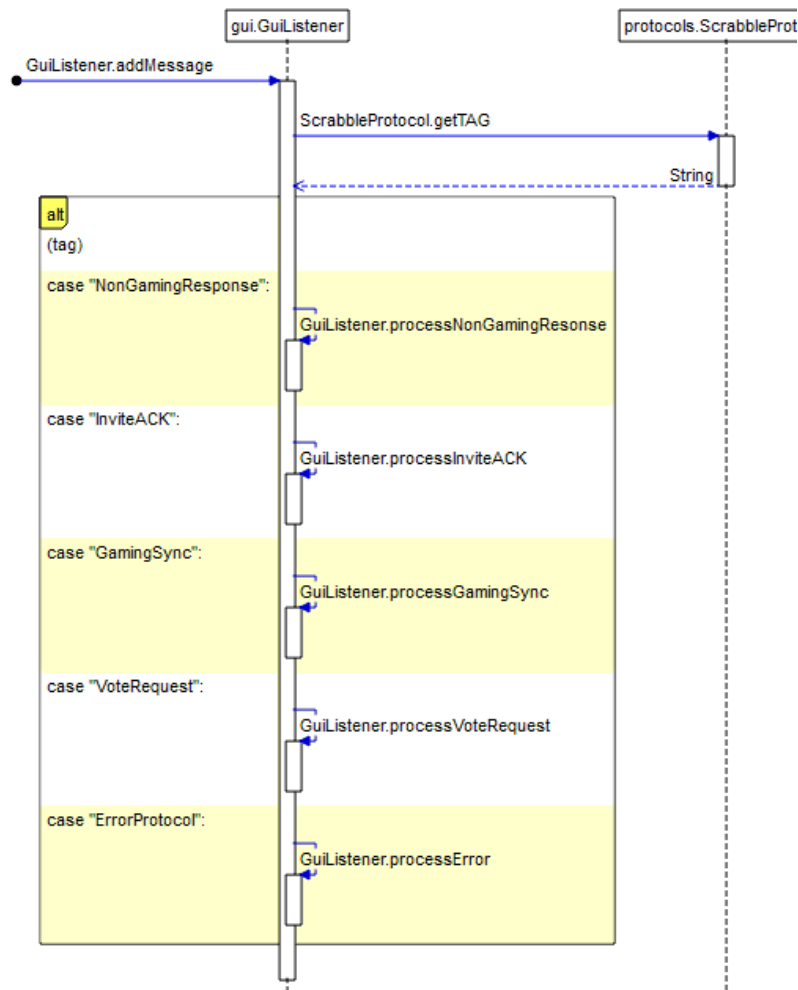 gui.GuiListener
protocols.ScrabbleProt
GuiListener.addMessage
ScrabbleProtocol.getTAG
String
alt
(tag)
case "NonGamingResponse":
GuiListener.processNonGamingResonse
case "InviteACK":
GuiListener.processInviteACK
case "GamingSync":
GuiListener.processGamingSync
case "VoteRequest":
GuiListener.processVoteRequest
case "ErrorProtocol":
GuiListener.processError